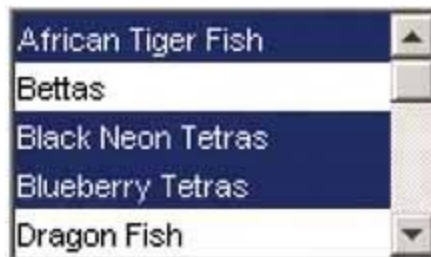 African Tiger Fish
Bettas
Black Neon Tetras
Blueberry Tetras
Dragon Fish